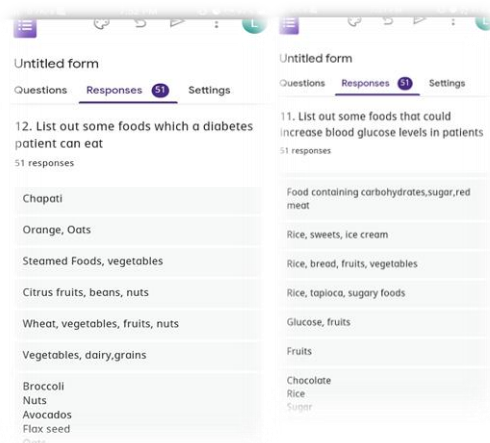 Untitled form
Questions Responses 51 Settings
12. List out some foods which a diabetes
patient can eat
51 responses
Chapati
Orange, Oats
Steamed Foods, vegetables
Citrus fruits, beans, nuts
Wheat, vegetables, fruits, nuts
Vegetables, dairy,grains
Broccoli
Nuts
Avocados
Flax seed
Oats
Untitled form
Questions Responses 51 Settings
11. List out some foods that could
increase blood glucose levels in patients
51 responses
Food containing carbohydrates,sugar,red
meat
Rice, sweets, ice cream
Rice, bread, fruits, vegetables
Rice, tapioca, sugary foods
Glucose, fruits
Fruits
Chocolate
Rice
Sugar